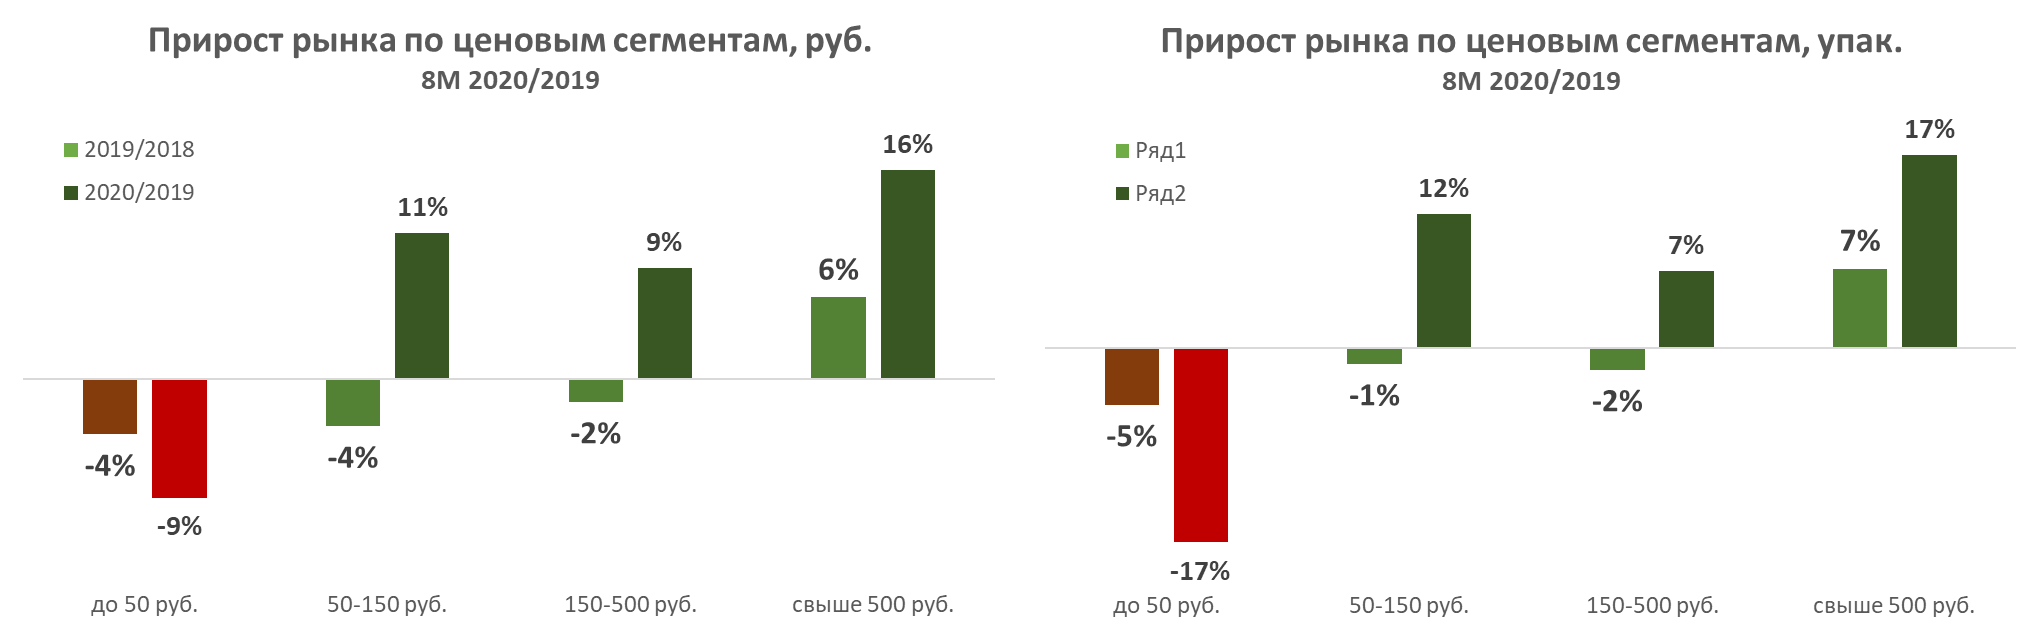 Прирост рынка по ценовым сегментам, руб.
8М 2020/2019
2019/2018
2020/2019
-4%
-9%
-4%
11%
-2%
9%
6%
16%
до 50 руб.
50-150 руб.
150-500 руб.
свыше 500 руб.
Прирост рынка по ценовым сегментам, упак.
8М 2020/2019
Ряд1
Ряд2
-5%
-17%
-1%
12%
-2%
7%
7%
17%
до 50 руб.
50-150 руб.
150-500 руб.
свыше 500 руб.